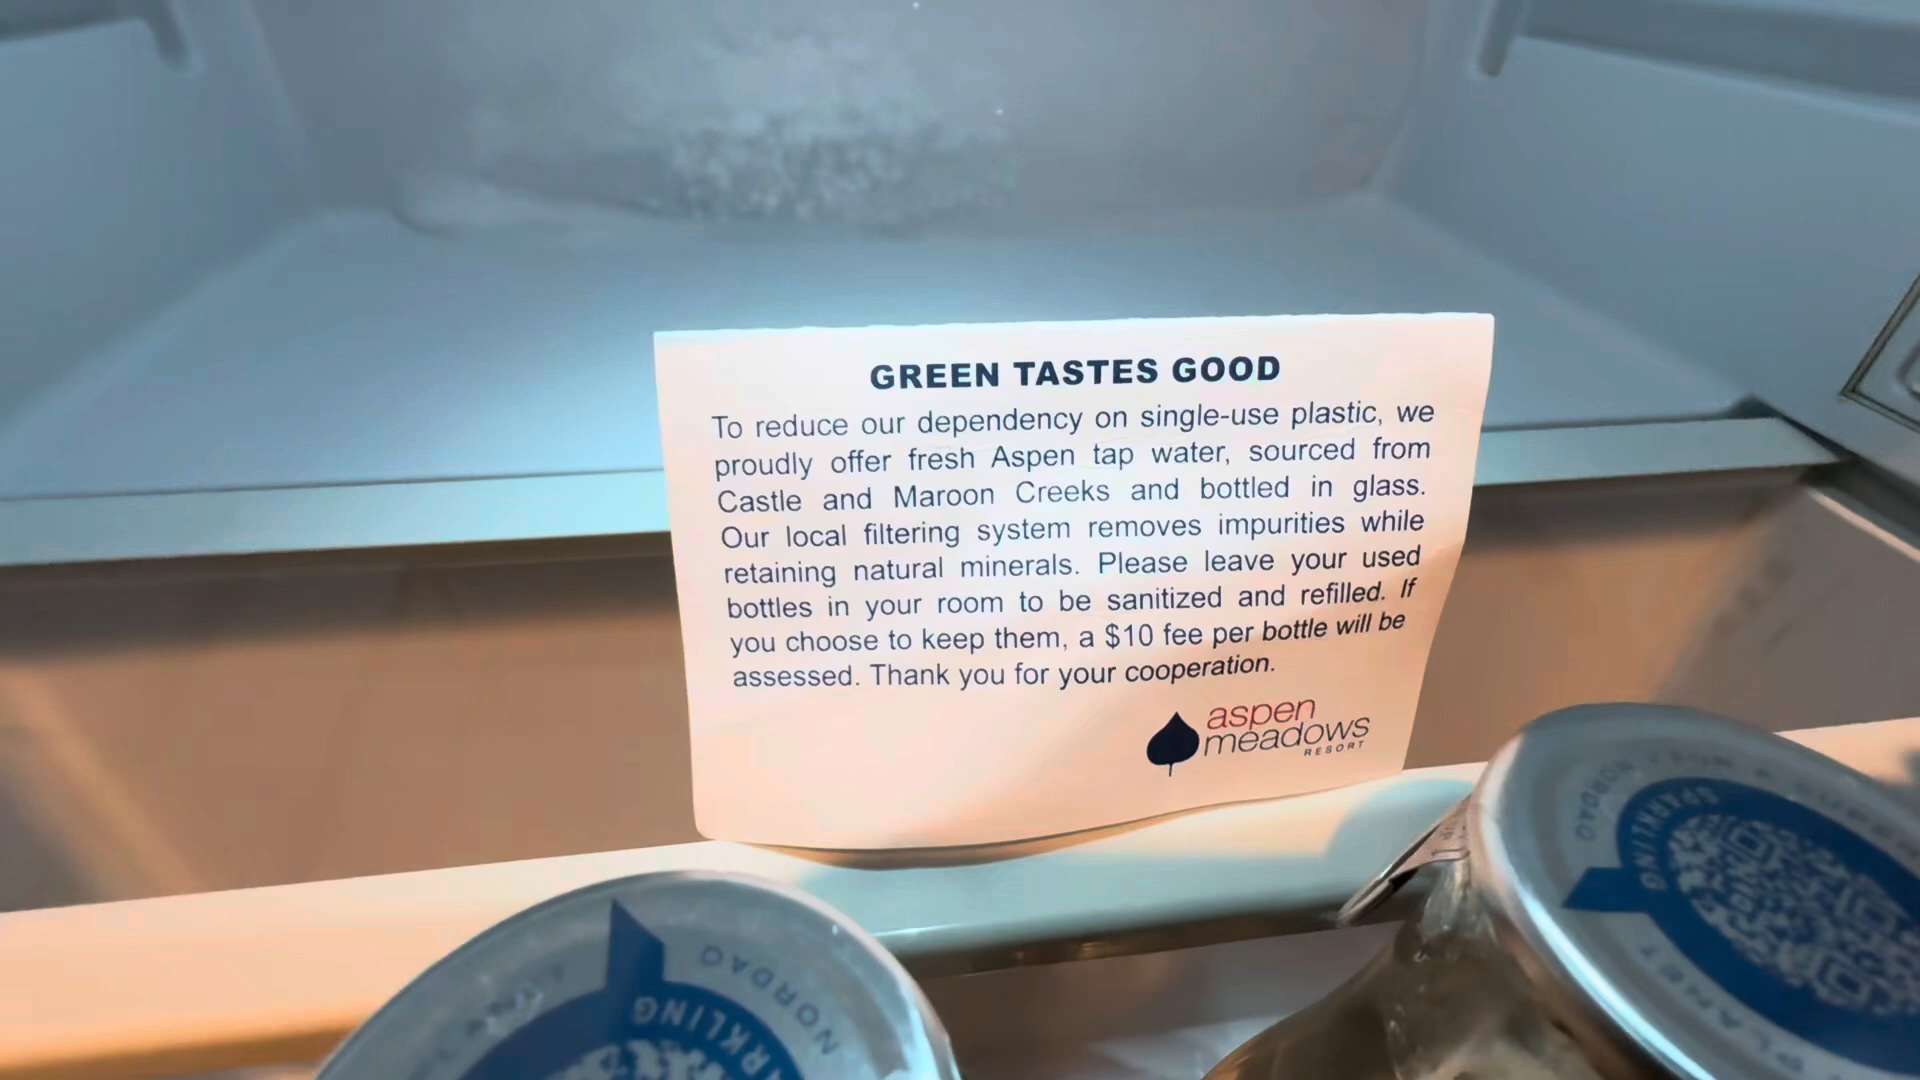 GREEN TASTES GOOD
To reduce our dependency on single-use plastic, we
proudly offer fresh Aspen tap water, sourced from
Castle and Maroon Creeks and bottled in glass.
Our local filtering system removes impurities while
retaining natural minerals. Please leave your used
bottles in your room to be sanitized and refilled. If
you choose to keep them, a $10 fee per bottle will be
assessed. Thank you for your cooperation.
aspen
meadows
RESORT
NORDAQ
SPARKLING
PLANET
NORDAQ